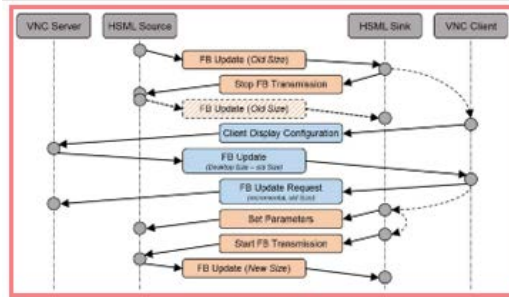 VNC Server
HSML Source
HSML Sink
VNC Client
FB Update (Old Size)
Stop FB Transmission
FB Update (Old Size)
Client Display Configuration
FB Update
(Desktop Size – old Size)
FB Update Request
(incremental, old Size)
Set Parameters
Start FB Transmission
FB Update (New Size)